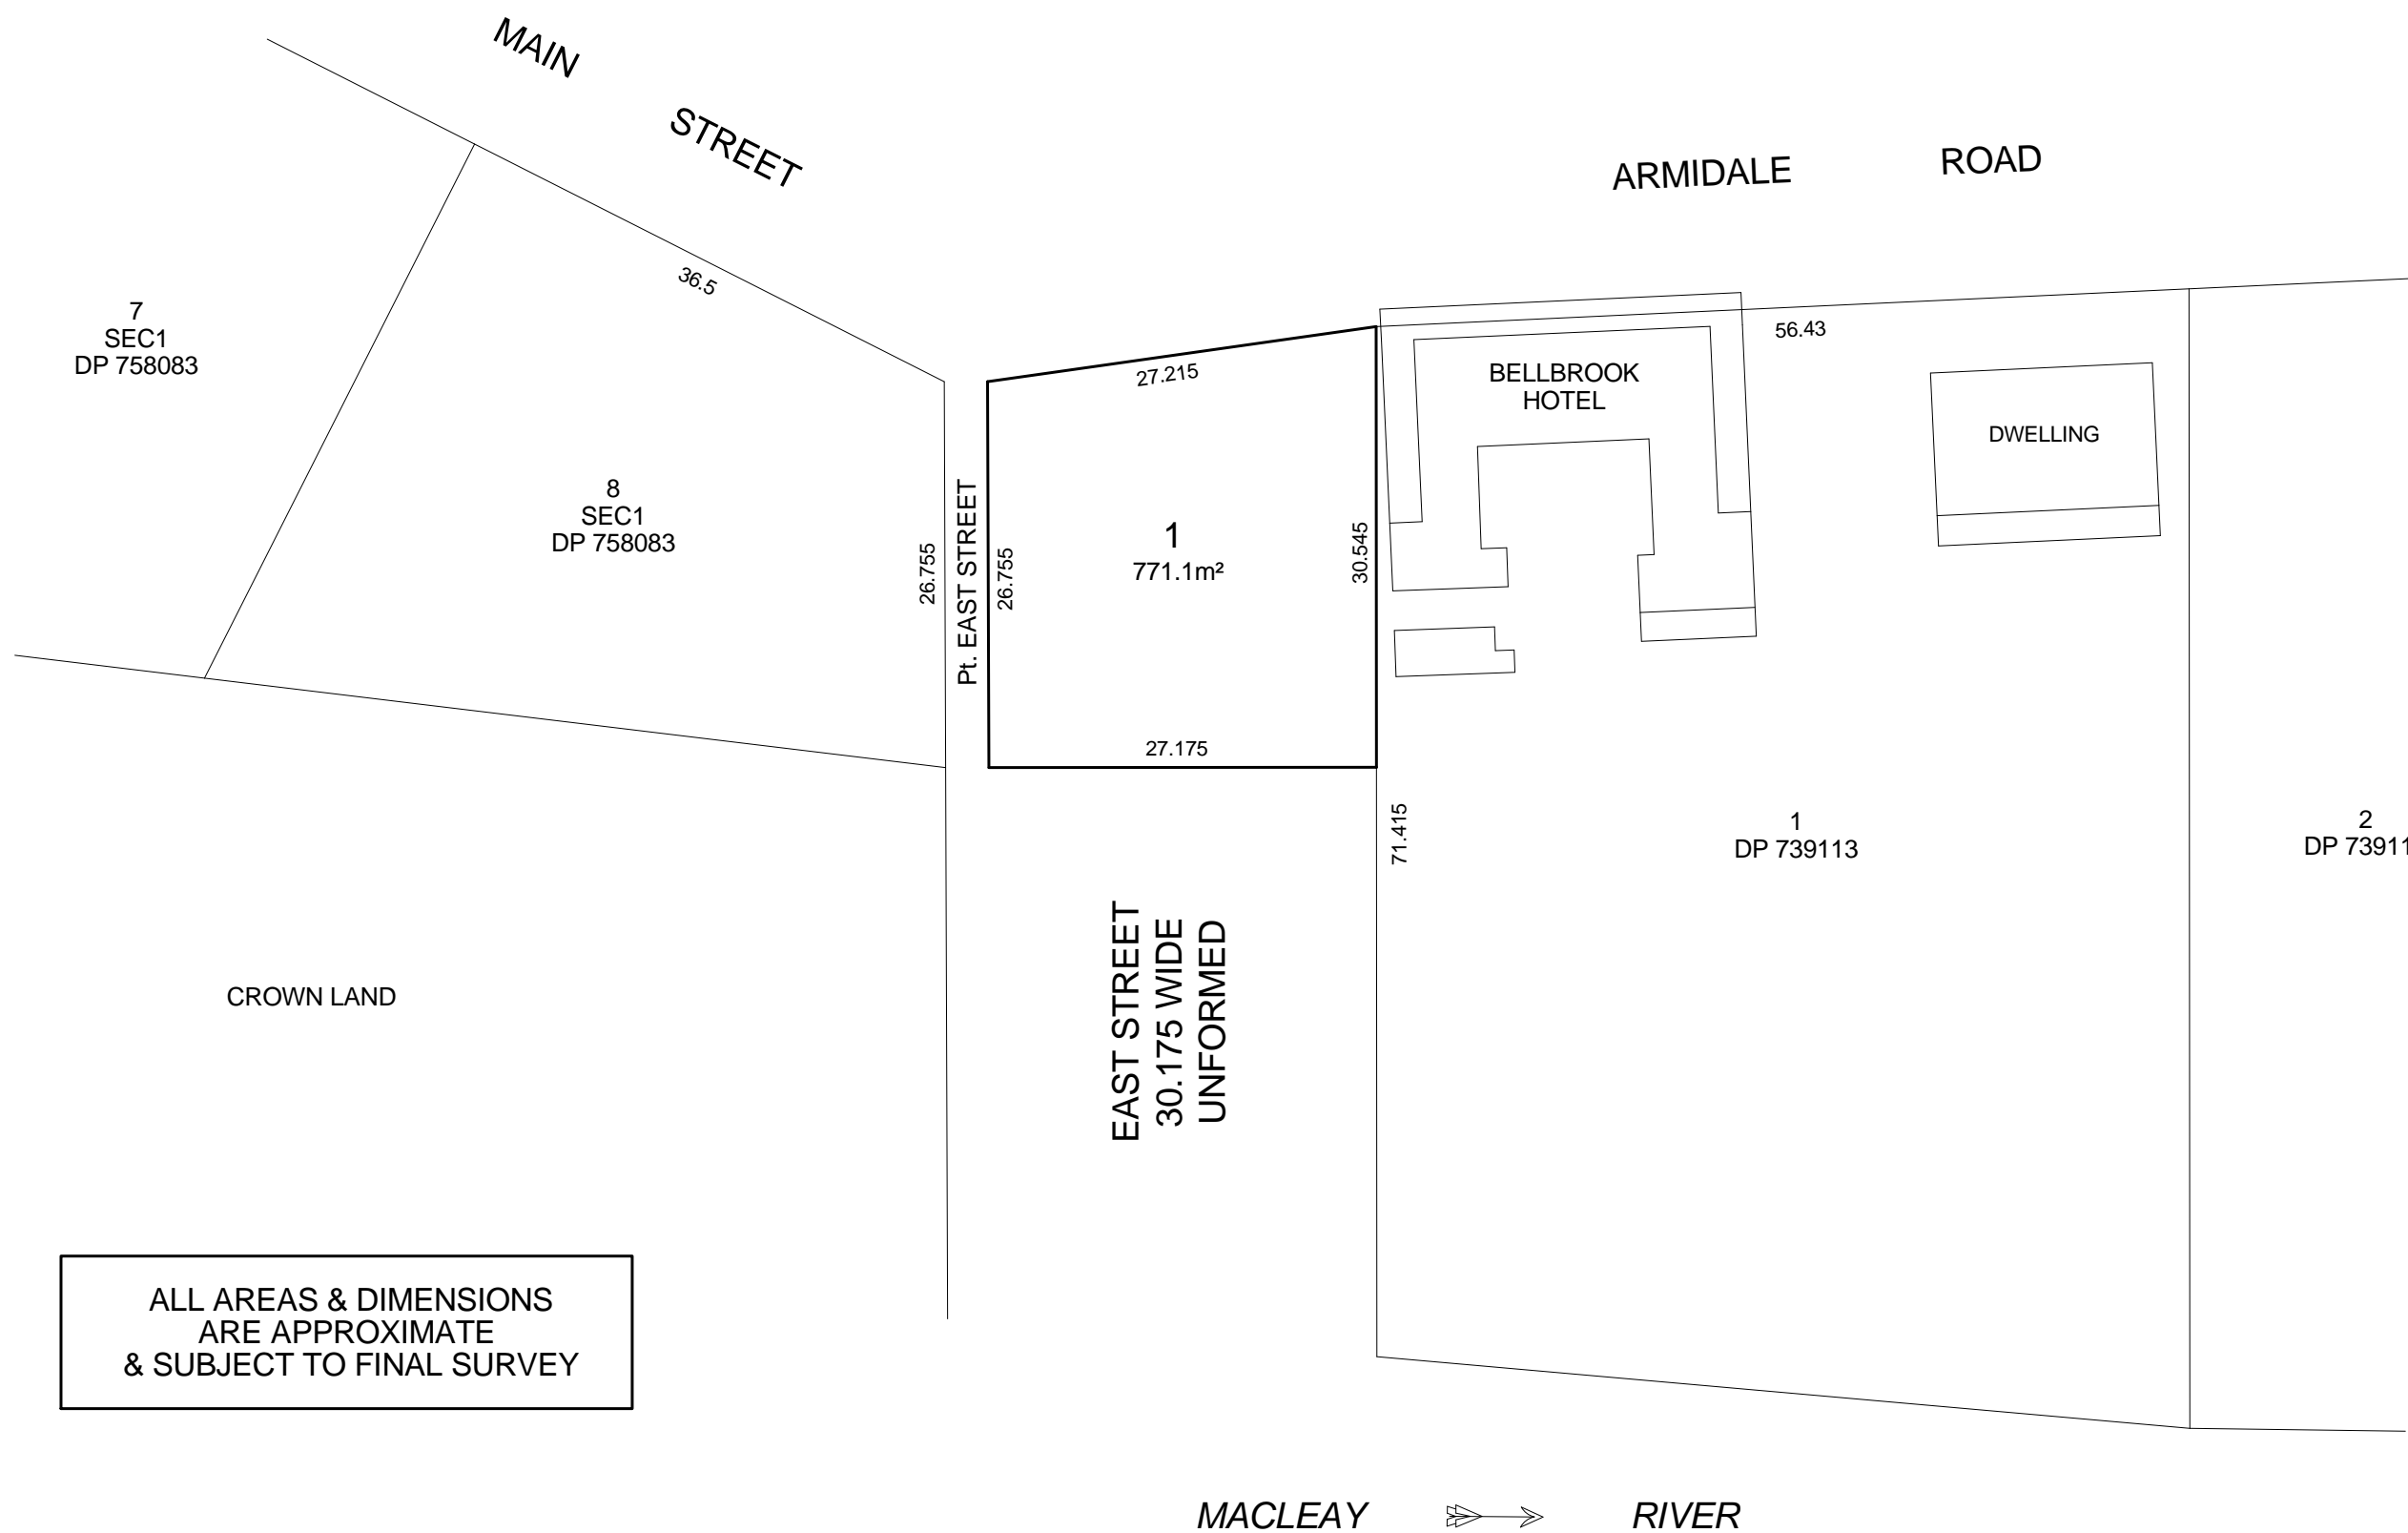 MAIN
STREET
ARMIDALE ROAD
36.5
7
SEC1
DP 758083
56.43
27.215
BELLBROOK
HOTEL
DWELLING
8
SEC1
DP 758083
26.755
Pt. EAST STREET
26.755
1
771.1m²
30.545
27.175
71.415
1
DP 739113
2
DP 73911
EAST STREET
30.175 WIDE
UNFORMED
CROWN LAND
ALL AREAS & DIMENSIONS
ARE APPROXIMATE
& SUBJECT TO FINAL SURVEY
MACLEAY RIVER